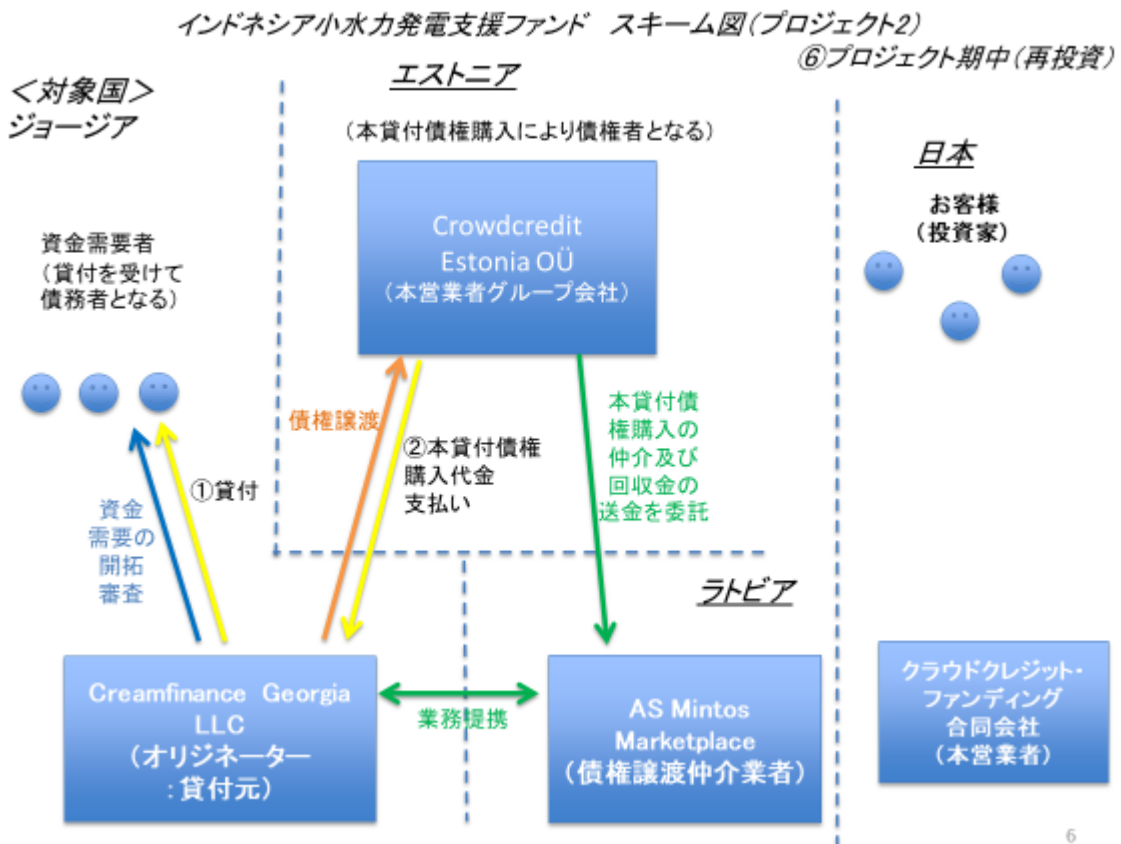 インドネシア小水力発電支援ファンド　スキーム図(プロジェクト2)
⑥プロジェクト期中(再投資)
＜対象国＞
ジョージア
エストニア
(本貸付債権購入により債権者となる)
日本
お客様
(投資家)
資金需要者
(貸付を受けて
債務者となる)
Crowdcredit
Estonia OÜ
(本営業者グループ会社)
債権譲渡
②本貸付債権
購入代金
支払い
本貸付債
権購入の
仲介及び
回収金の
送金を委託
①貸付
資金
需要の
開拓
審査
ラトビア
Creamfinance Georgia
LLC
(オリジネーター
:貸付元)
業務提携
AS Mintos
Marketplace
(債権譲渡仲介業者)
クラウドクレジット・
ファンディング
合同会社
(本営業者)
6